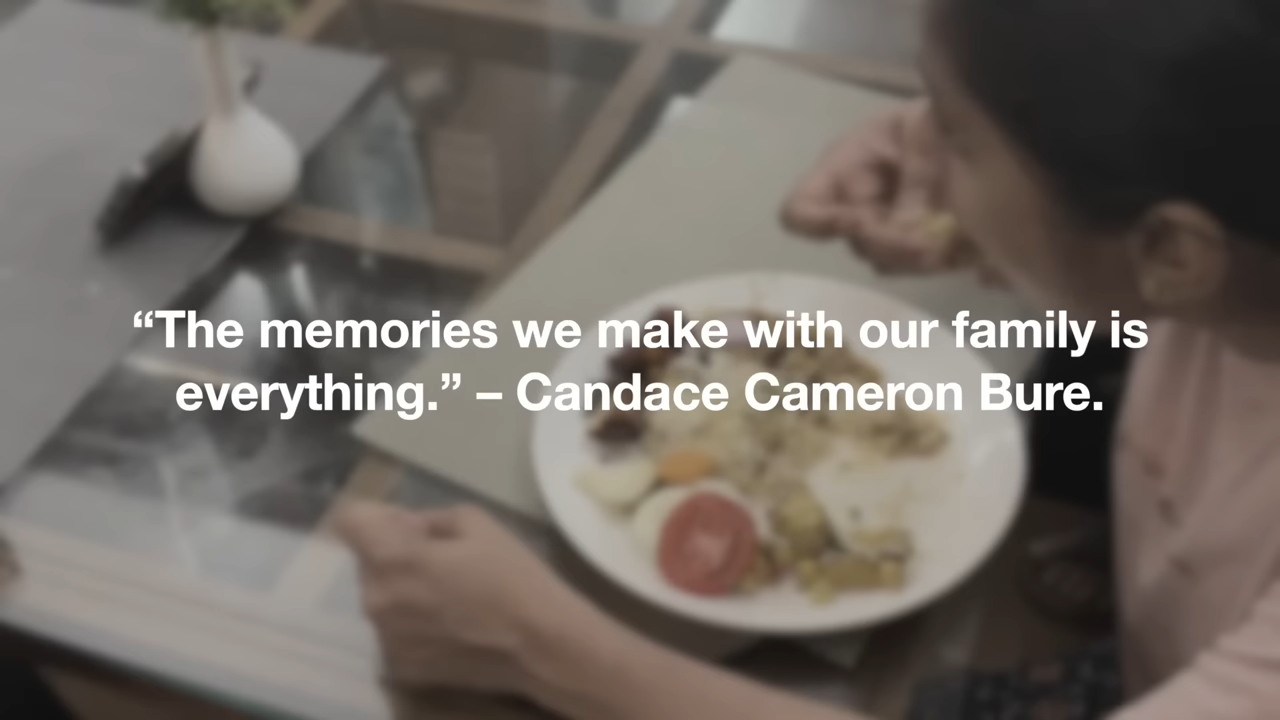 “The memories we make with our family is
everything.” – Candace Cameron Bure.